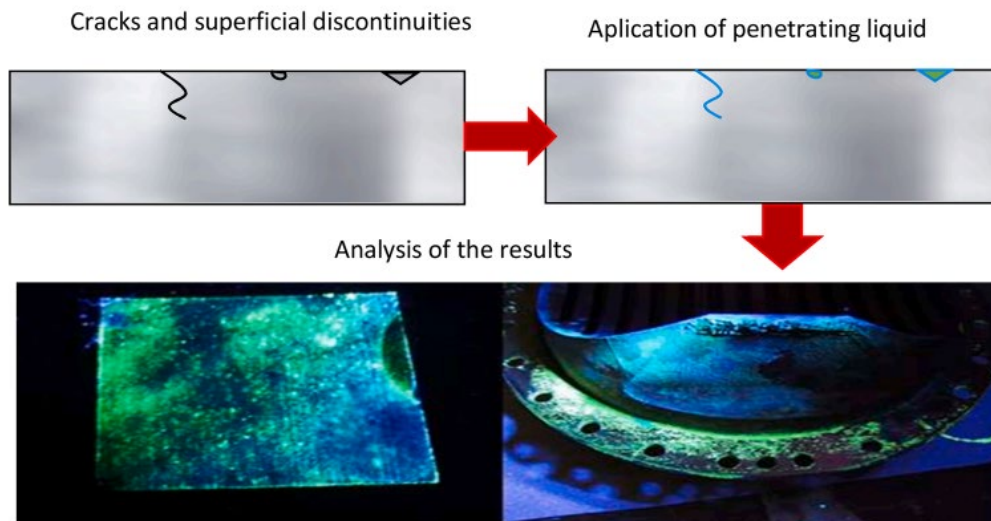 Cracks and superficial discontinuities
Aplication of penetrating liquid
Analysis of the results